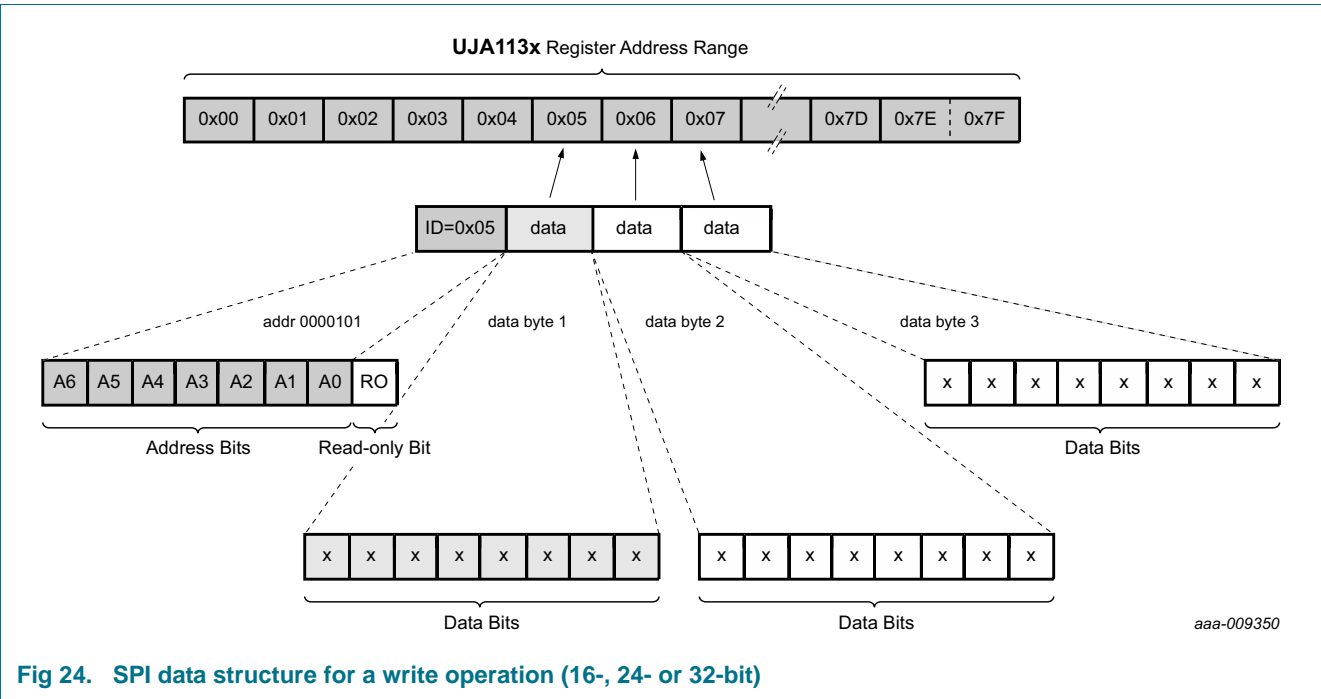 UJA113x Register Address Range
0x00 0x01 0x02 0x03 0x04 0x05 0x06 0x07 0x7D 0x7E 0x7F
ID=0x05 data data data
addr 0000101 data byte 1 data byte 2 data byte 3
A6 A5 A4 A3 A2 A1 A0 RO x x x x x x x x
Address Bits Read-only Bit Data Bits
x x x x x x x x x x x x x x x x
Data Bits Data Bits aaa-009350
Fig 24. SPI data structure for a write operation (16-, 24- or 32-bit)